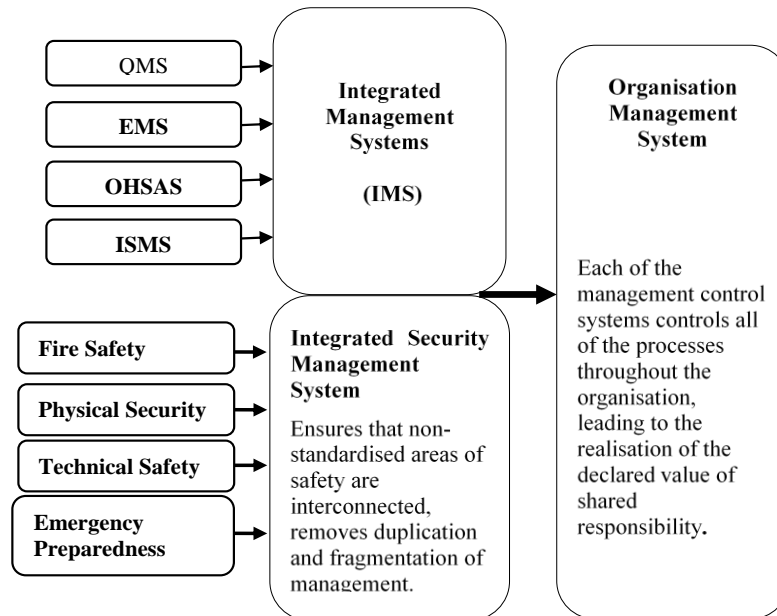 QMS
EMS
OHSAS
ISMS
Integrated
Management
Systems
(IMS)
Fire Safety
Physical Security
Technical Safety
Emergency
Preparedness
Integrated Security
Management
System
Ensures that non-
standardised areas of
safety are
interconnected,
removes duplication
and fragmentation of
management.
Organisation
Management
System
Each of the
management control
systems controls all
of the processes
throughout the
organisation,
leading to the
realisation of the
declared value of
shared
responsibility.